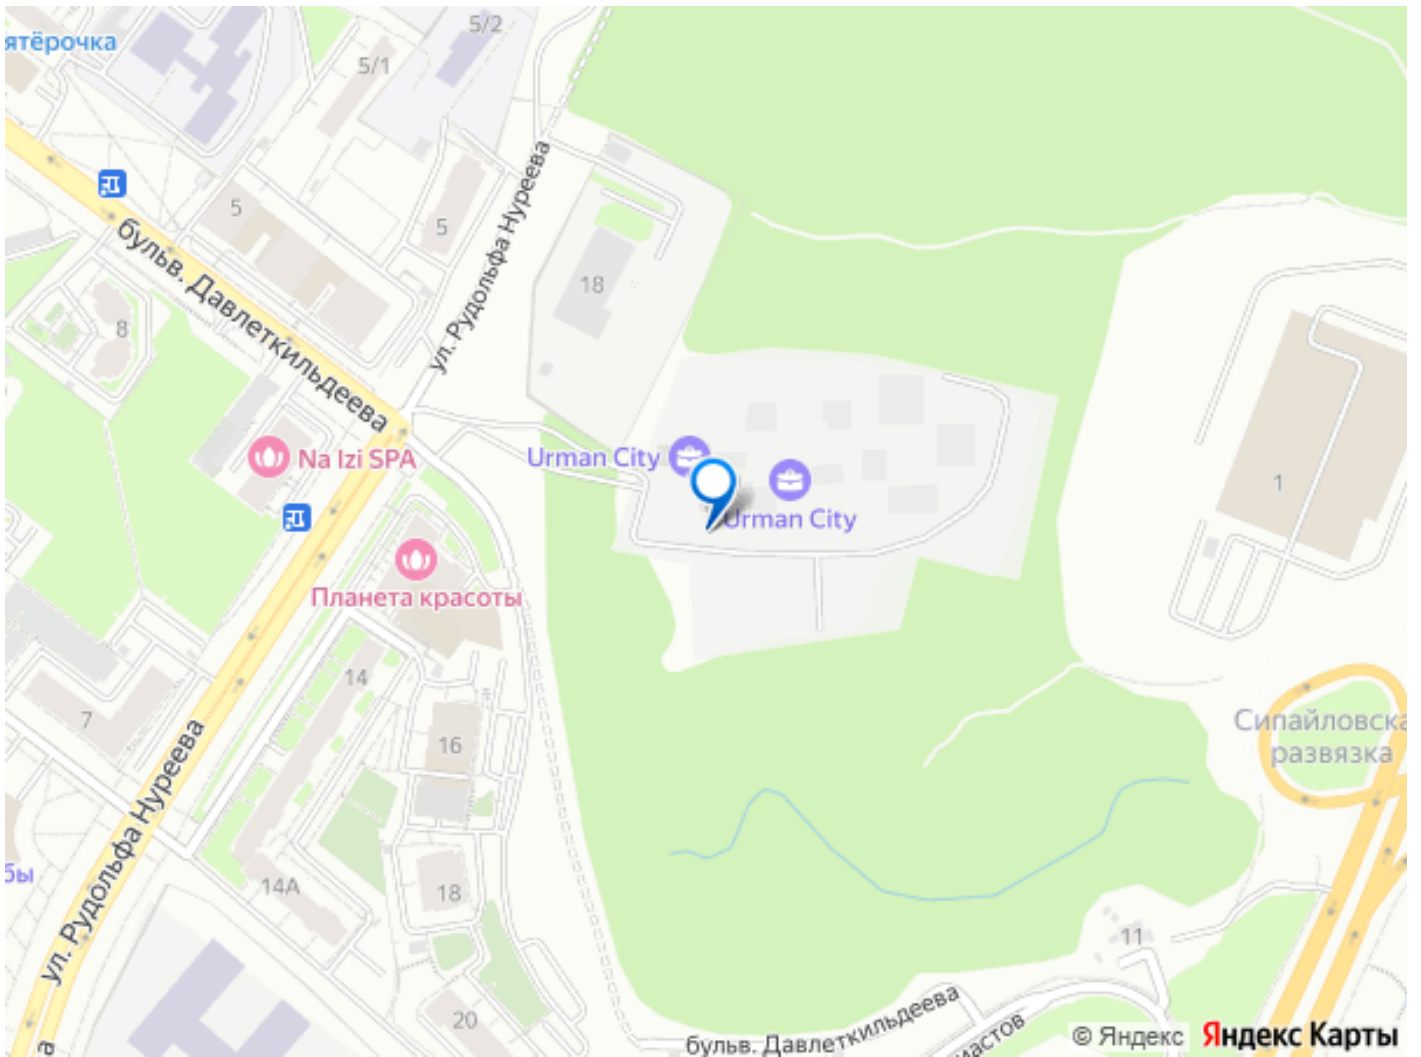 5/2
ятёрочка
5/1
5
5
бульв. Давлеткильдеева
ул. Рудольфа Нуреева
18
8
Urman City
Na Izi SPA
1
Urman City
Планета красоты
14
7
16
Сипайловска
развязка
ул. Рудольфа Нуреева
бы
14А
18
11
20
бульв. Давлеткильдеева
мастов
а
© Яндекс Яндекс Карты